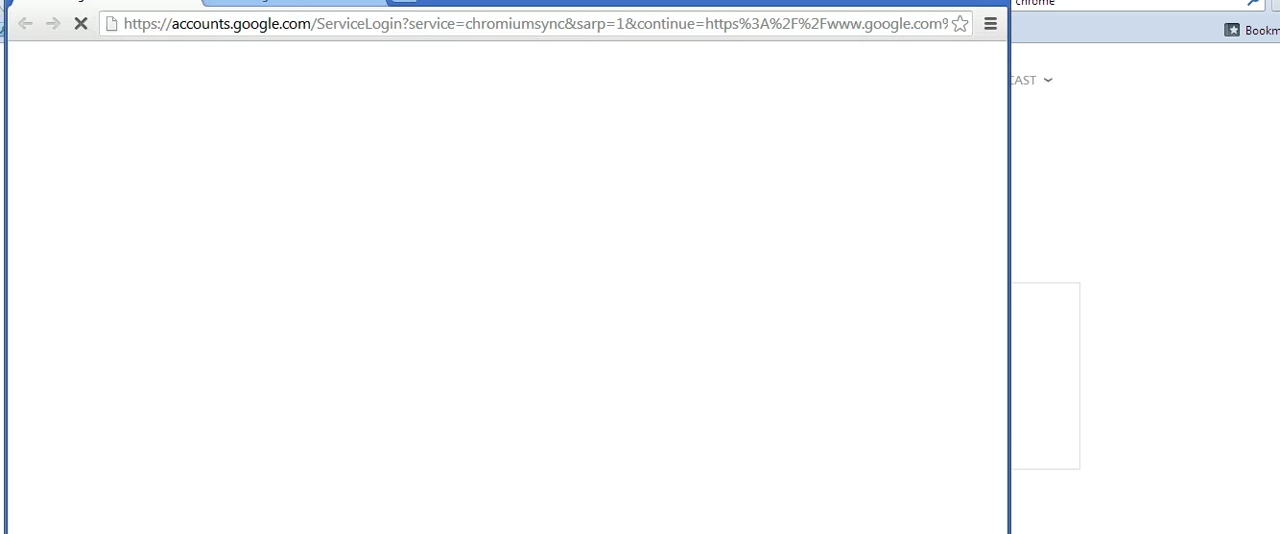 chrome
https://accounts.google.com/ServiceLogin?service=chromiumsync&sarp=1&continue=https%3A%2F%2Fwww.google.com%
Bookm
CAST